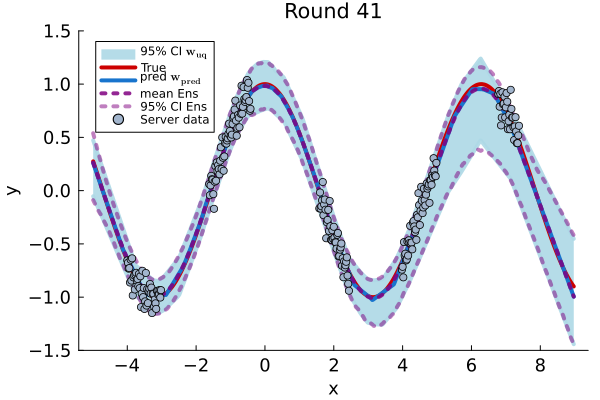 Round 41
95% CI w_uq
True
pred w_pred
mean Ens
95% CI Ens
Server data
1.5
1.0
0.5
0.0
−0.5
−1.0
−1.5
y
−4 −2 0 2 4 6 8
x